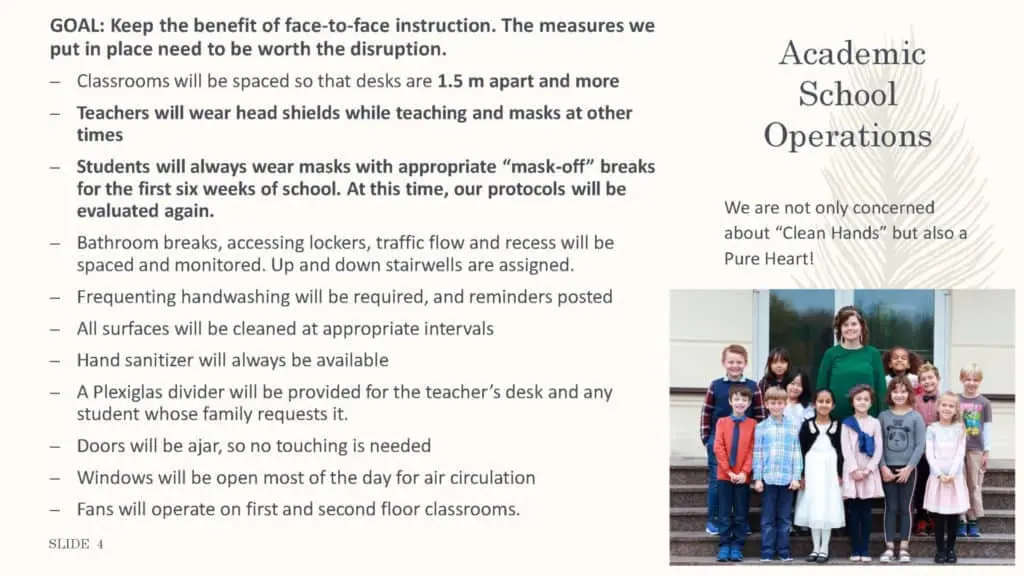 GOAL: Keep the benefit of face-to-face instruction. The measures we
put in place need to be worth the disruption.
– Classrooms will be spaced so that desks are 1.5 m apart and more
– Teachers will wear head shields while teaching and masks at other
times
– Students will always wear masks with appropriate “mask-off” breaks
for the first six weeks of school. At this time, our protocols will be
evaluated again.
– Bathroom breaks, accessing lockers, traffic flow and recess will be
spaced and monitored. Up and down stairwells are assigned.
– Frequenting handwashing will be required, and reminders posted
– All surfaces will be cleaned at appropriate intervals
– Hand sanitizer will always be available
– A Plexiglas divider will be provided for the teacher’s desk and any
student whose family requests it.
– Doors will be ajar, so no touching is needed
– Windows will be open most of the day for air circulation
– Fans will operate on first and second floor classrooms.
SLIDE 4
Academic
School
Operations
We are not only concerned
about “Clean Hands” but also a
Pure Heart!